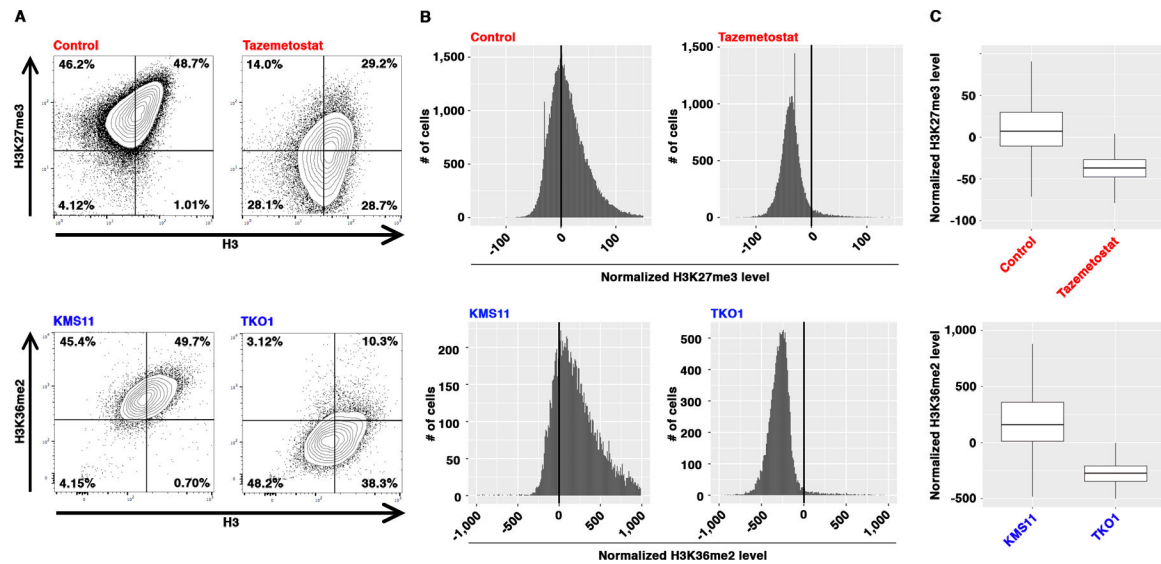 A
B
C
Control
Tazemetostat
46.2% 48.7%
14.0% 29.2%
4.12% 1.01%
28.1% 28.7%
H3K27me3
H3
Control
Tazemetostat
1,500
1,000
500
0
# of cells
-100 0 100
1,500
1,000
500
0
# of cells
-100 0 100
Normalized H3K27me3 level
Normalized H3K27me3 level
50
0
-50
-100
Control
Tazemetostat
KMS11
TKO1
45.4% 49.7%
3.12% 10.3%
4.15% 0.70%
48.2% 38.3%
H3K36me2
H3
KMS11
TKO1
200
150
100
50
0
# of cells
-1,000 -500 0 500 1,000
500
400
300
200
100
0
# of cells
-1,000 -500 0 500 1,000
Normalized H3K36me2 level
Normalized H3K36me2 level
1,000
500
0
-500
KMS11
TKO1